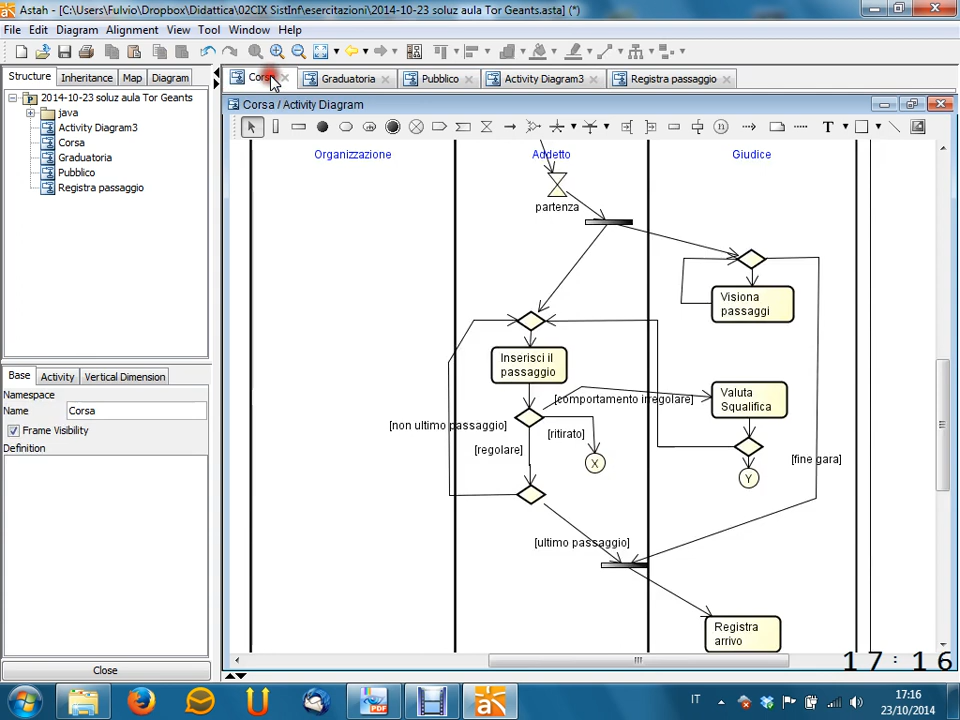 Astah - [C:\Users\Fulvio\Dropbox\Didattica\02CIX SistInf\esercitazioni\2014-10-23 soluz aula Tor Geants.asta] (*)
File Edit Diagram Alignment View Tool Window Help
Structure Inheritance Map Diagram
Graduatoria Pubblico Activity Diagram3 Registra passaggio
2014-10-23 soluz aula Tor Geants
java
Activity Diagram3
Corsa
Graduatoria
Pubblico
Registra passaggio
Corsa / Activity Diagram
T
n
Organizzazione Addetto Giudice
partenza
Visiona
passaggi
Inserisci il
passaggio
Valuta
Squalifica
[comportamento irregolare]
[non ultimo passaggio]
[ritirato]
[regolare]
[fine gara]
X
Y
[ultimo passaggio]
Registra
arrivo
Base Activity Vertical Dimension
Namespace
Name Corsa
Frame Visibility
Definition
Close
17:16
IT
17:16
23/10/2014
PDF